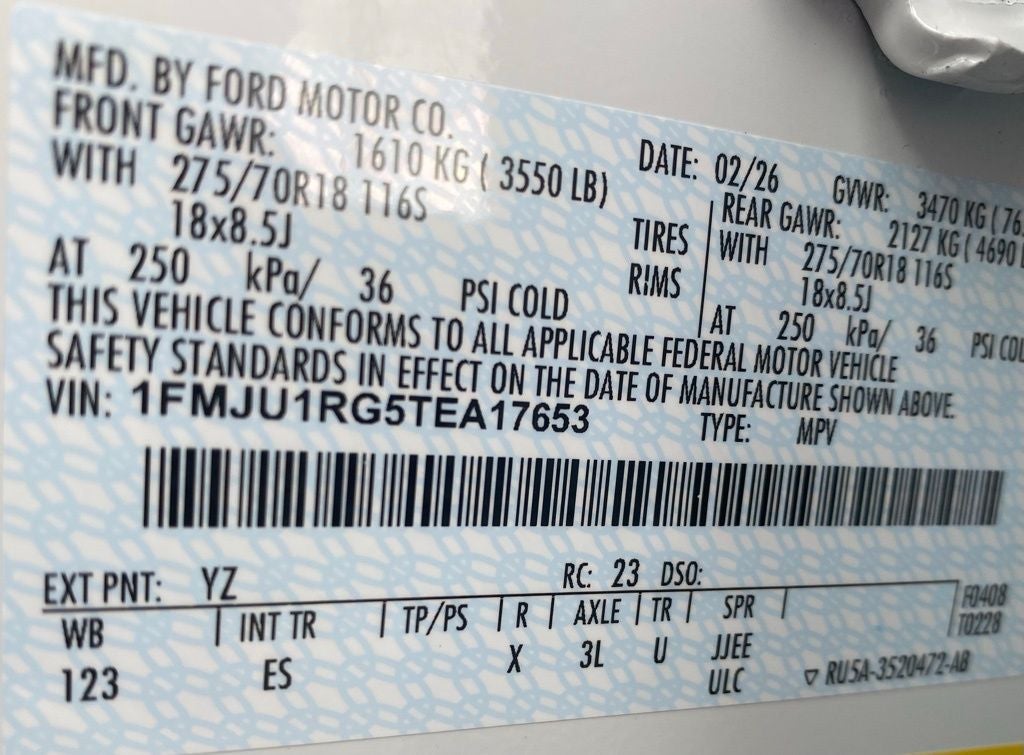 MFD. BY FORD MOTOR CO.
DATE: 02/26 GVWR: 3470 KG (
FRONT GAWR: 1610 KG ( 3550 LB)
REAR GAWR: 2127 KG ( 4690
WITH 275/70R18 116S TIRES
WITH 275/70R18 116S
18x8.5J RIMS
18x8.5J
AT 250 kPa/ 36 PSI COLD
AT 250 kPa/ 36 PSI
THIS VEHICLE CONFORMS TO ALL APPLICABLE FEDERAL MOTOR VEHICLE
SAFETY STANDARDS IN EFFECT ON THE DATE OF MANUFACTURE SHOWN ABOVE.
VIN: 1FMJU1RG5TEA17653 TYPE: MPV
EXT PNT: YZ RC: 23 DSO:
WB | INT TR | TP/PS | R | AXLE | TR | SPR | F0408
T0228
123 ES X 3L U JJEE
ULC ▽ RU5A-3520472-AB